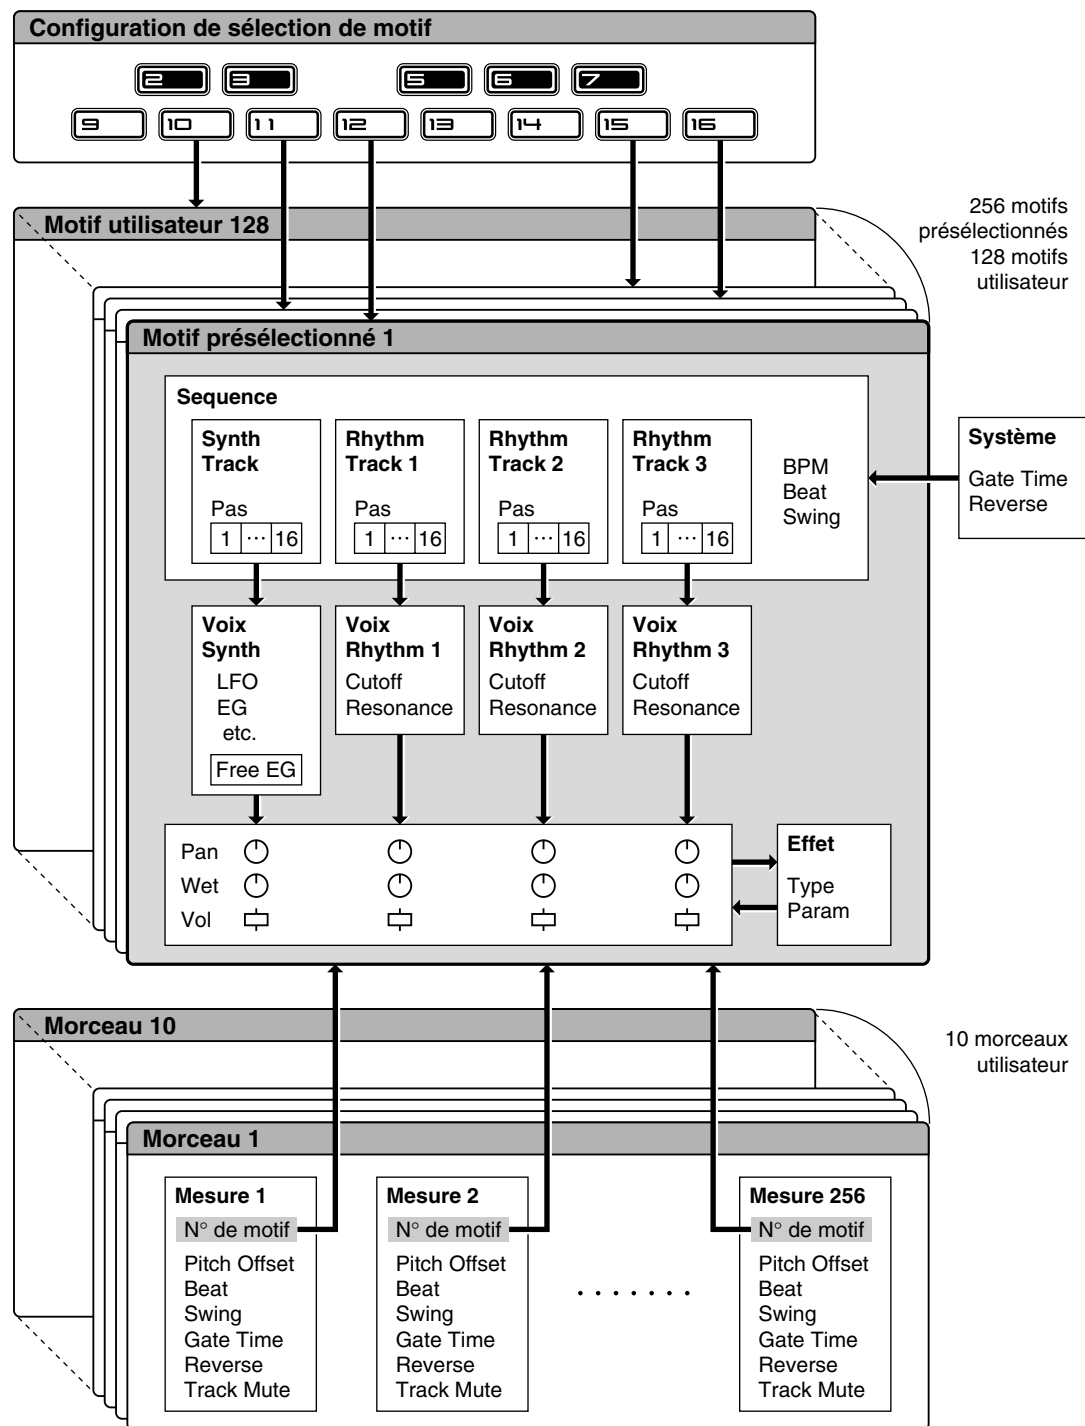 Configuration de sélection de motif
2 3 5 6 7
9 10 11 12 13 14 15 16
Motif utilisateur 128
256 motifs
présélectionnés
128 motifs
utilisateur
Motif présélectionné 1
Sequence
Synth
Track
Pas
1 ··· 16
Rhythm
Track 1
Pas
1 ··· 16
Rhythm
Track 2
Pas
1 ··· 16
Rhythm
Track 3
Pas
1 ··· 16
BPM
Beat
Swing
Système
Gate Time
Reverse
Voix
Synth
LFO
EG
etc.
Free EG
Voix
Rhythm 1
Cutoff
Resonance
Voix
Rhythm 2
Cutoff
Resonance
Voix
Rhythm 3
Cutoff
Resonance
Pan
Wet
Vol
Effet
Type
Param
Morceau 10
10 morceaux
utilisateur
Morceau 1
Mesure 1
N° de motif
Pitch Offset
Beat
Swing
Gate Time
Reverse
Track Mute
Mesure 2
N° de motif
Pitch Offset
Beat
Swing
Gate Time
Reverse
Track Mute
. . . . . . .
Mesure 256
N° de motif
Pitch Offset
Beat
Swing
Gate Time
Reverse
Track Mute